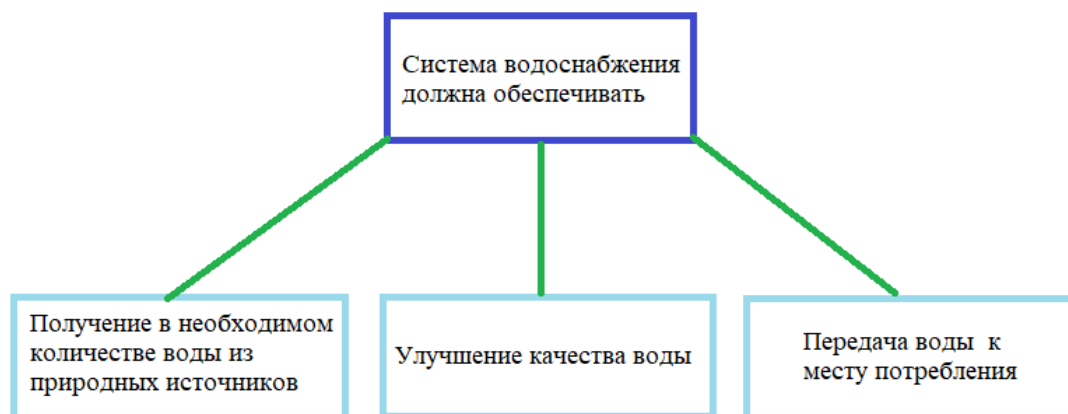 Система водоснабжения
должна обеспечивать
Получение в необходимом
количестве воды из
природных источников
Улучшение качества воды
Передача воды к
месту потребления